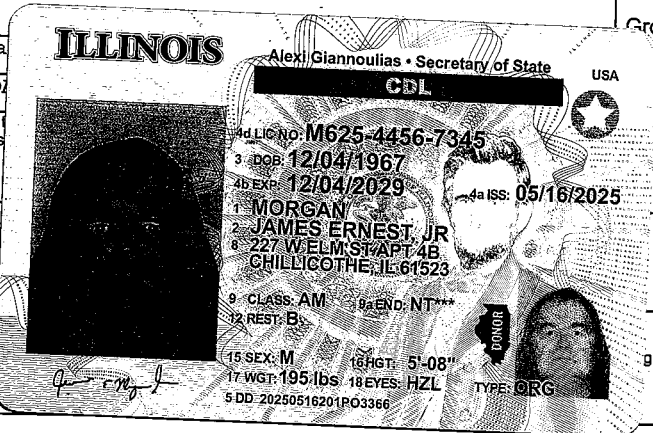 Gro
ILLINOIS
Alexi Giannoulias • Secretary of State
USA
CDL
4d LIC NO: M625-4456-7345
3 DOB: 12/04/1967
4b EXP: 12/04/2029
4a ISS: 05/16/2025
1 MORGAN
2 JAMES ERNEST, JR
8 227 W ELM ST APT 4B
CHILLICOTHE, IL 61523
9 CLASS: AM 9a END: NT***
12 REST: B
DONOR
15 SEX: M 16 HGT: 5'-08"
17 WGT: 195 lbs 18 EYES: HZL TYPE: ORG
5 DD 20250516201PO3366